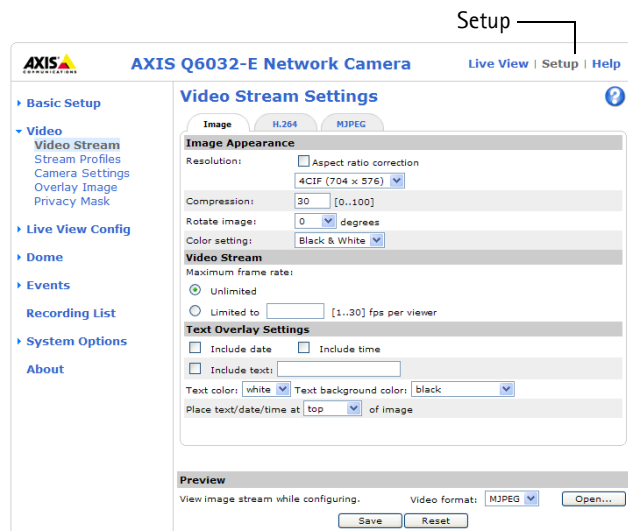 Setup
AXIS
COMMUNICATIONS
AXIS Q6032-E Network Camera
Live View | Setup | Help
Basic Setup
Video
Video Stream
Stream Profiles
Camera Settings
Overlay Image
Privacy Mask
Live View Config
Dome
Events
Recording List
System Options
About
Video Stream Settings
?
Image
H.264
MJPEG
Image Appearance
Resolution:
Aspect ratio correction
4CIF (704 x 576)
Compression: 30 [0..100]
Rotate image: 0 degrees
Color setting: Black & White
Video Stream
Maximum frame rate:
Unlimited
Limited to [1..30] fps per viewer
Text Overlay Settings
Include date Include time
Include text:
Text color: white Text background color: black
Place text/date/time at top of image
Preview
View image stream while configuring. Video format: MJPEG Open...
Save Reset